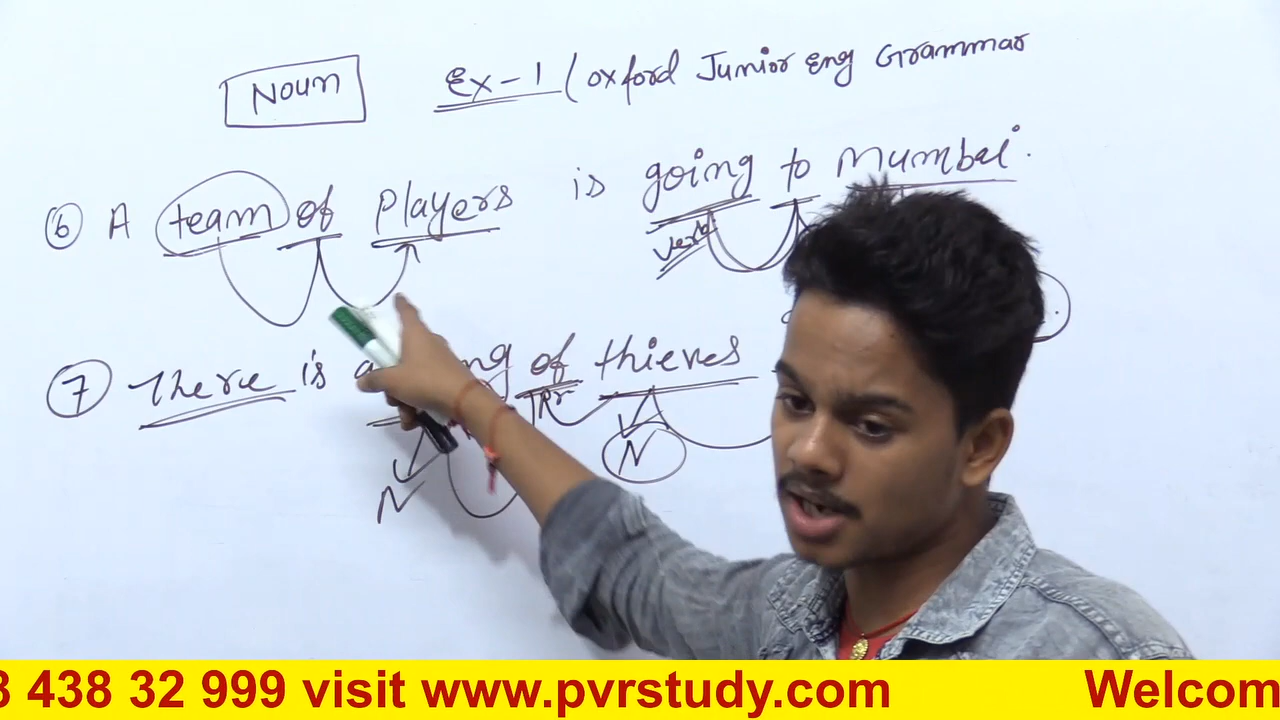 Noun Ex-1 (Oxford Junior Eng Grammar
6 A team of Players is going to Mumbai.
verb
7 There is a of thieves
Pr
N N
3 438 32 999 visit www.pvrstudy.com Welcom